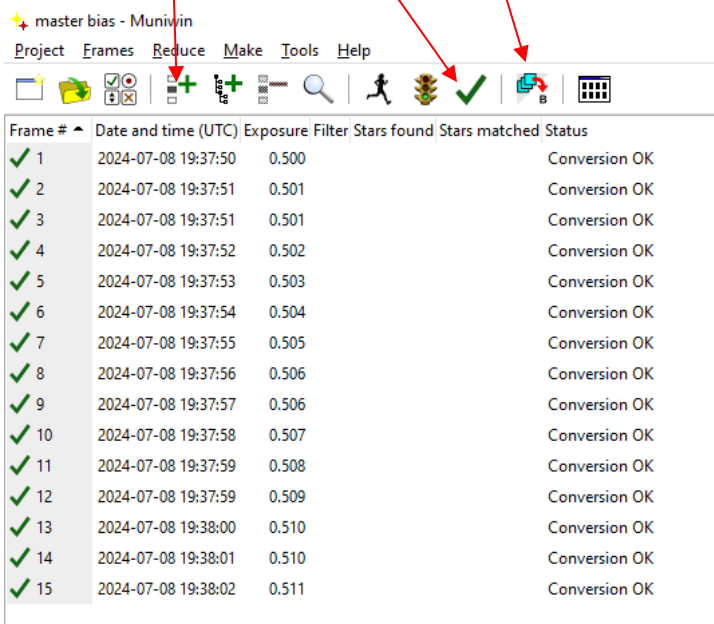 master bias - Muniwin
Project Frames Reduce Make Tools Help
B
Frame # Date and time (UTC) Exposure Filter Stars found Stars matched Status
1 2024-07-08 19:37:50 0.500 Conversion OK
2 2024-07-08 19:37:51 0.501 Conversion OK
3 2024-07-08 19:37:51 0.501 Conversion OK
4 2024-07-08 19:37:52 0.502 Conversion OK
5 2024-07-08 19:37:53 0.503 Conversion OK
6 2024-07-08 19:37:54 0.504 Conversion OK
7 2024-07-08 19:37:55 0.505 Conversion OK
8 2024-07-08 19:37:56 0.506 Conversion OK
9 2024-07-08 19:37:57 0.506 Conversion OK
10 2024-07-08 19:37:58 0.507 Conversion OK
11 2024-07-08 19:37:59 0.508 Conversion OK
12 2024-07-08 19:37:59 0.509 Conversion OK
13 2024-07-08 19:38:00 0.510 Conversion OK
14 2024-07-08 19:38:01 0.510 Conversion OK
15 2024-07-08 19:38:02 0.511 Conversion OK